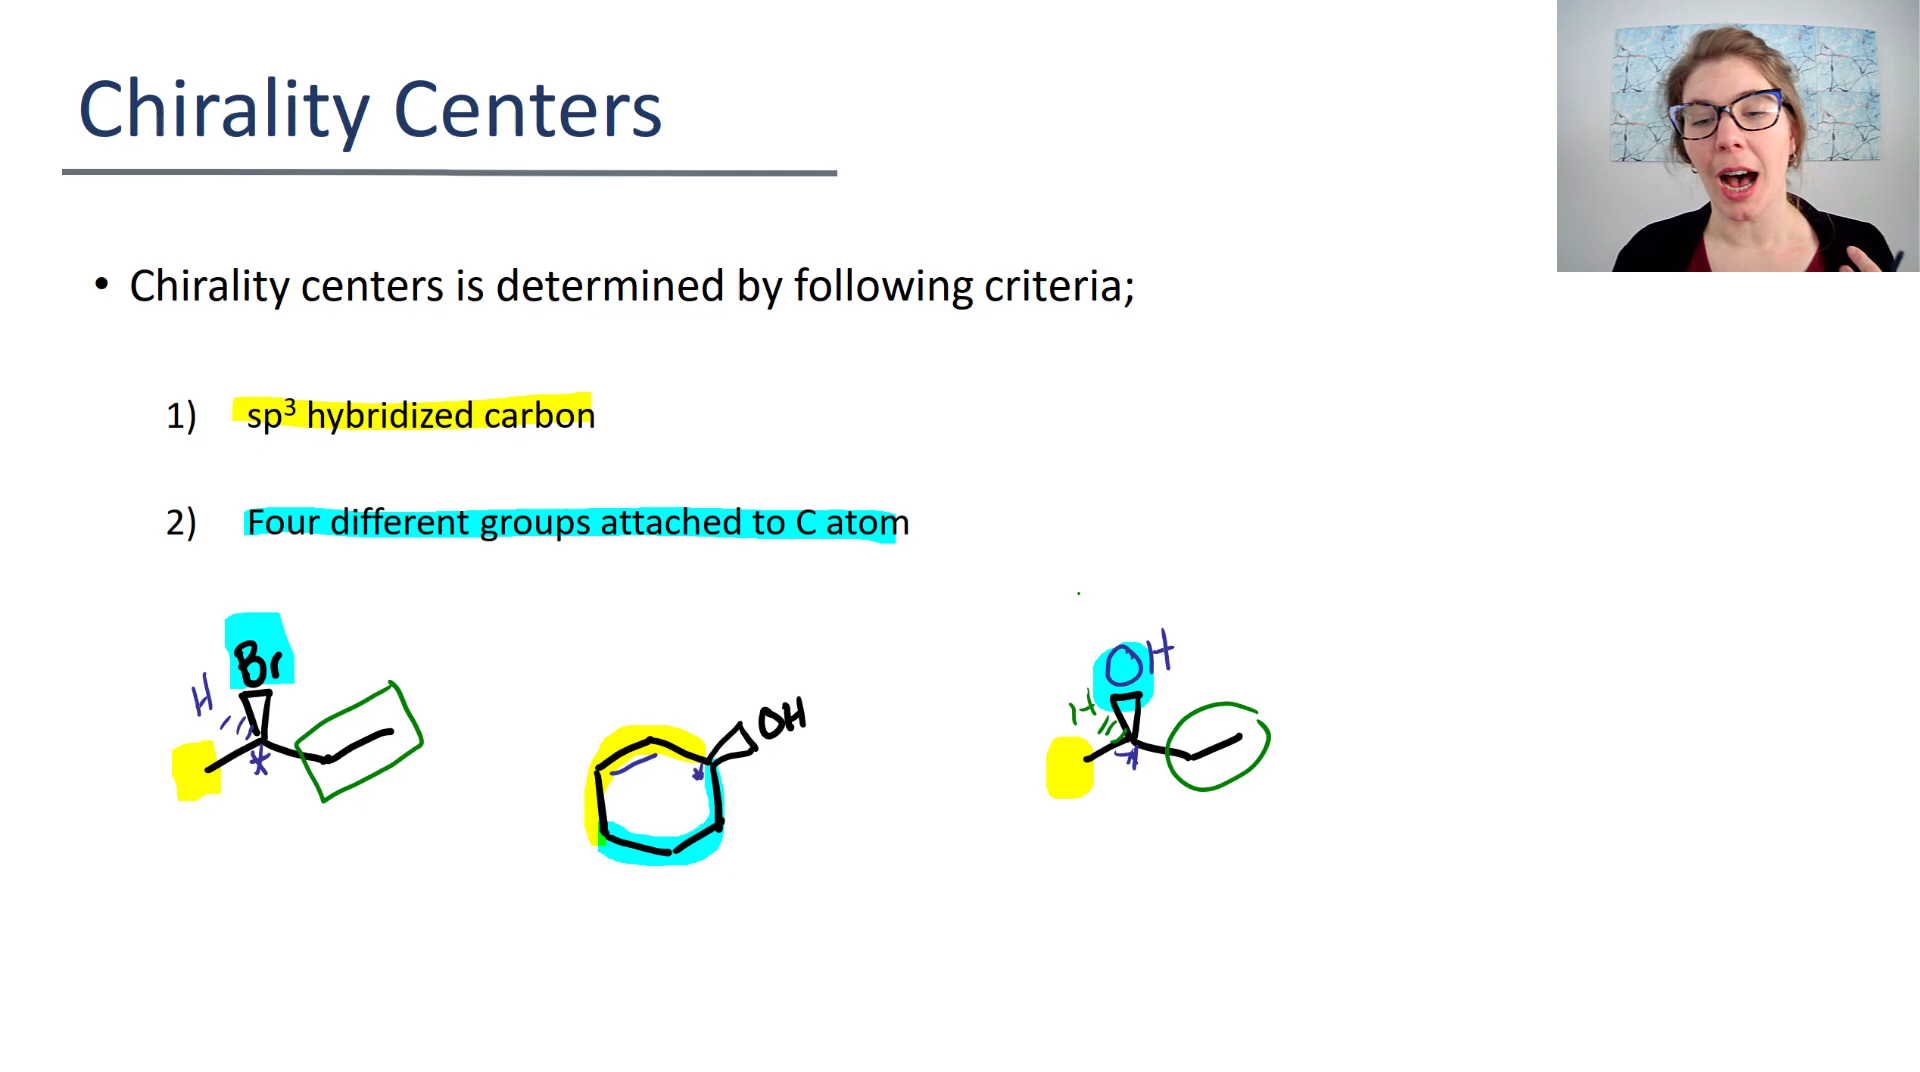 Chirality Centers
• Chirality centers is determined by following criteria;
1) sp³ hybridized carbon
2) Four different groups attached to C atom
Br
H
OH
OH
H